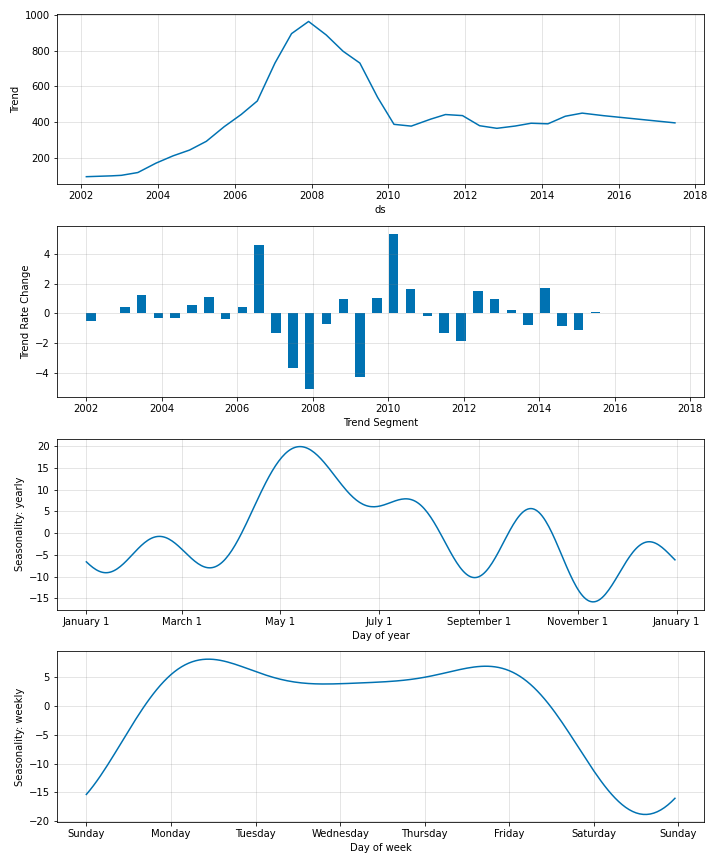 1000
800
600
400
200
Trend
2002 2004 2006 2008 2010 2012 2014 2016 2018
ds
4
2
0
−2
−4
Trend Rate Change
2002 2004 2006 2008 2010 2012 2014 2016 2018
Trend Segment
20
15
10
5
0
−5
−10
−15
Seasonality: yearly
January 1 March 1 May 1 July 1 September 1 November 1 January 1
Day of year
5
0
−5
−10
−15
−20
Seasonality: weekly
Sunday Monday Tuesday Wednesday Thursday Friday Saturday Sunday
Day of week